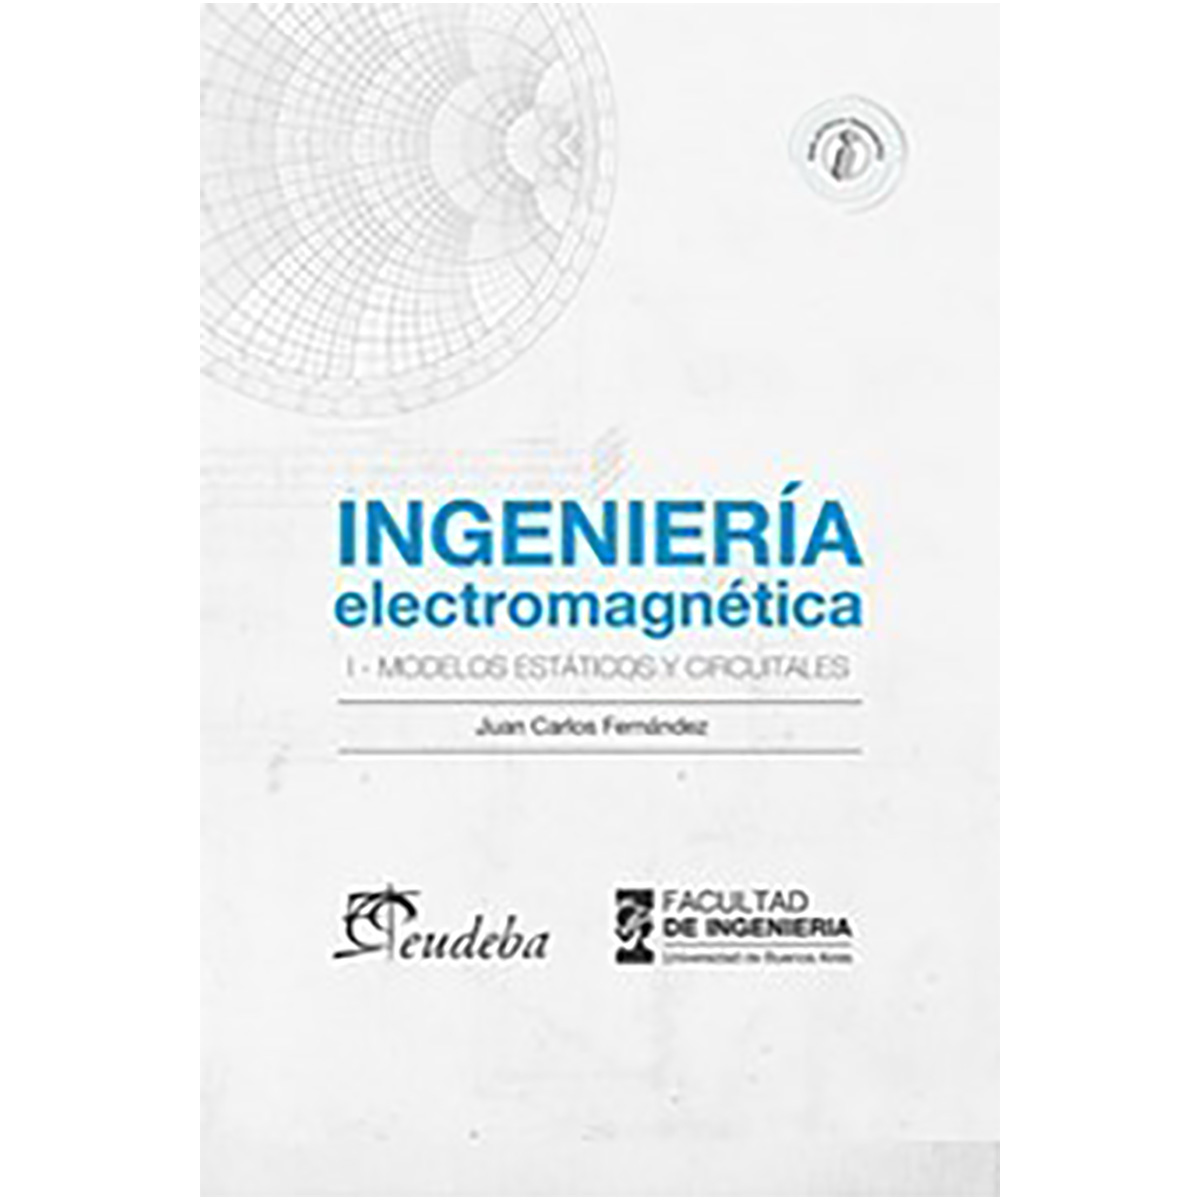 INGENIERÍA
electromagnética
I - MODELOS ESTÁTICOS Y CIRCUITALES
Juan Carlos Fernández
eudeba
FACULTAD
DE INGENIERIA
Universidad de Buenos Aires